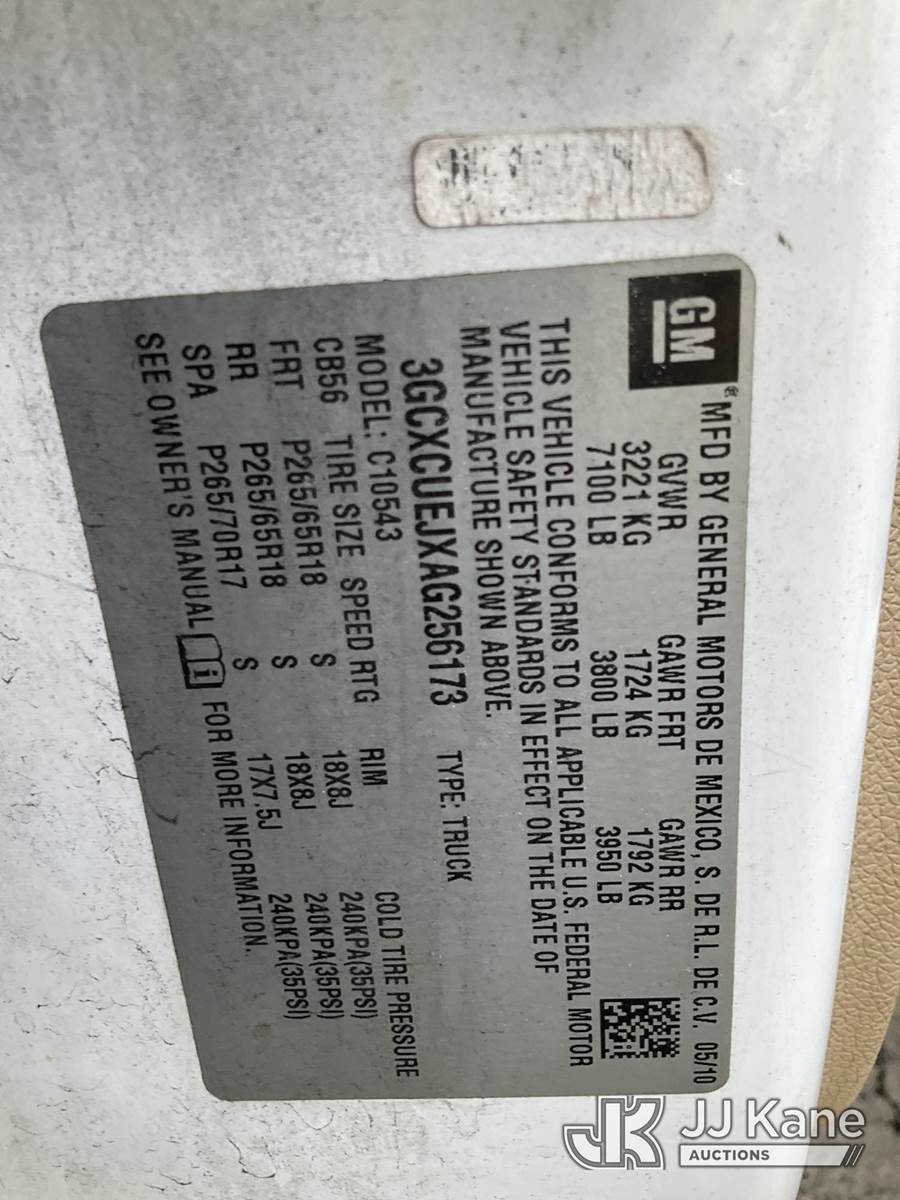 GM
® MFD BY GENERAL MOTORS DE MEXICO, S. DE R.L. DE C.V. 05/10
GVWR GAWR FRT GAWR RR
3221 KG 1724 KG 1792 KG
7100 LB 3800 LB 3950 LB
THIS VEHICLE CONFORMS TO ALL APPLICABLE U.S. FEDERAL MOTOR
VEHICLE SAFETY STANDARDS IN EFFECT ON THE DATE OF
MANUFACTURE SHOWN ABOVE.
3GCXCUEJXAG256173 TYPE: TRUCK
MODEL: C10543
CB56 TIRE SIZE SPEED RTG RIM COLD TIRE PRESSURE
FRT P265/65R18 S 18X8J 240KPA(35PSI)
RR P265/65R18 S 18X8J 240KPA(35PSI)
SPA P265/70R17 S 17X7.5J 240KPA(35PSI)
SEE OWNER'S MANUAL i FOR MORE INFORMATION.
JK JJ Kane
AUCTIONS